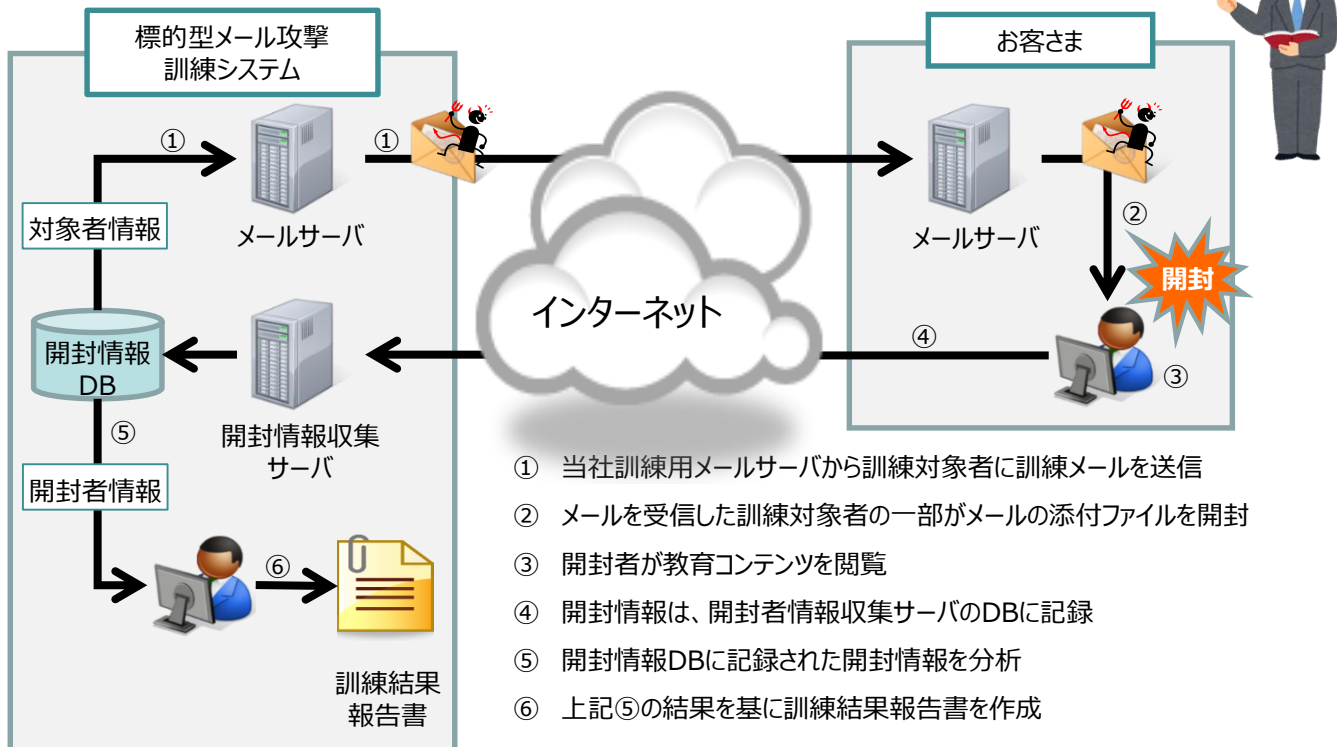 標的型メール攻撃
訓練システム
お客さま
①
①
対象者情報
メールサーバ
メールサーバ
②
開封
インターネット
開封情報
DB
④
③
⑤
開封情報収集
サーバ
開封者情報
⑥
訓練結果
報告書
① 当社訓練用メールサーバから訓練対象者に訓練メールを送信
② メールを受信した訓練対象者の一部がメールの添付ファイルを開封
③ 開封者が教育コンテンツを閲覧
④ 開封情報は、開封者情報収集サーバのDBに記録
⑤ 開封情報DBに記録された開封情報を分析
⑥ 上記⑤の結果を基に訓練結果報告書を作成